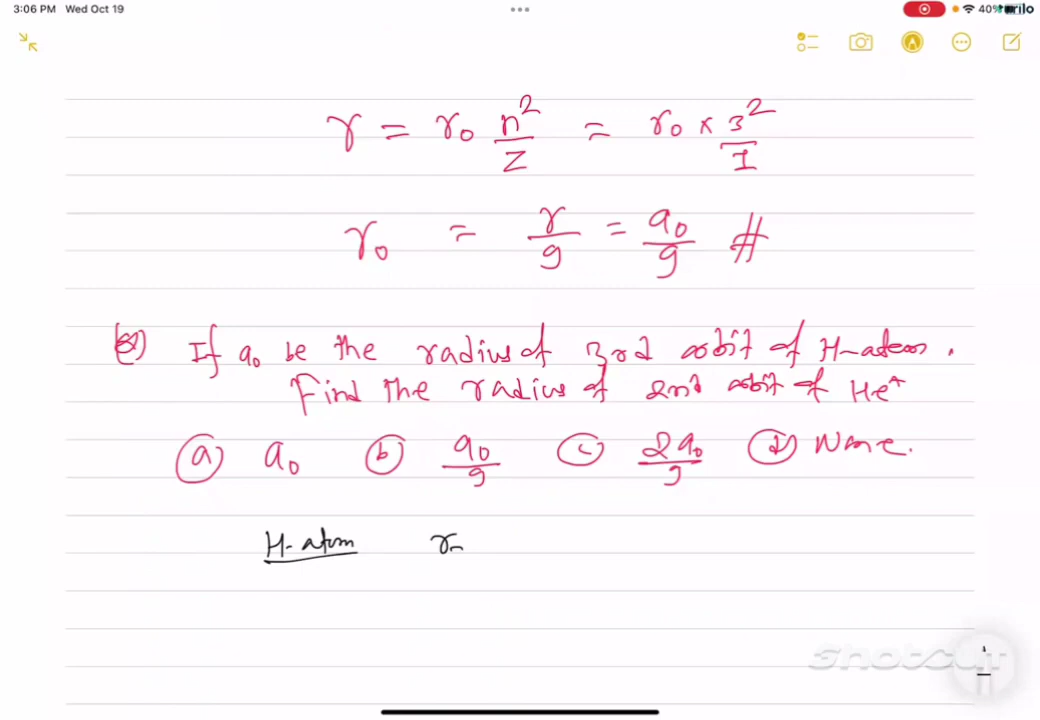 3:06 PM Wed Oct 19
40%
rilo
r = r₀ n²/Z = r₀ × 3²/1
r₀ = r/9 = a₀/9 #
If a₀ be the radius of 3rd orbit of H-atom.
Find the radius of 2nd orbit of He⁺
(a) a₀ (b) a₀/9 (c) 2a₀/9 (d) None.
H-atom r
Shotcut